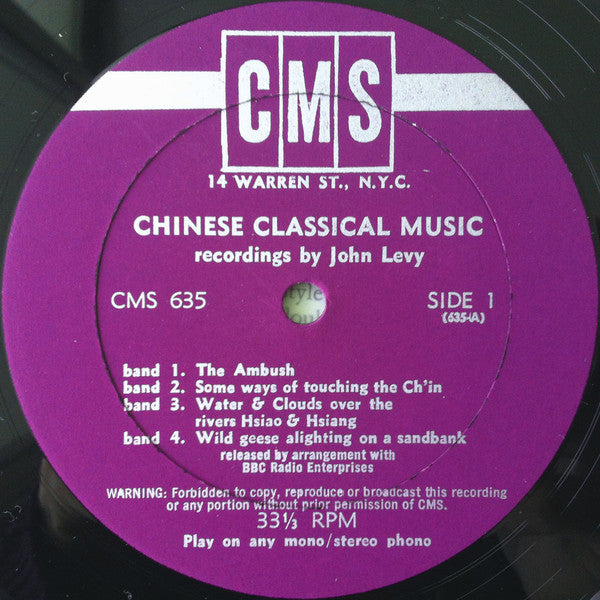 CMS
14 WARREN ST., N.Y.C.
CHINESE CLASSICAL MUSIC
recordings by John Levy
CMS 635 SIDE 1
(635-A)
band 1. The Ambush
band 2. Some ways of touching the Ch'in
band 3. Water & Clouds over the
rivers Hsiao & Hsiang
band 4. Wild geese alighting on a sandbank
released by arrangement with
BBC Radio Enterprises
WARNING: Forbidden to copy, reproduce or broadcast this recording
or any portion without prior permission of CMS.
33⅓ RPM
Play on any mono/stereo phono